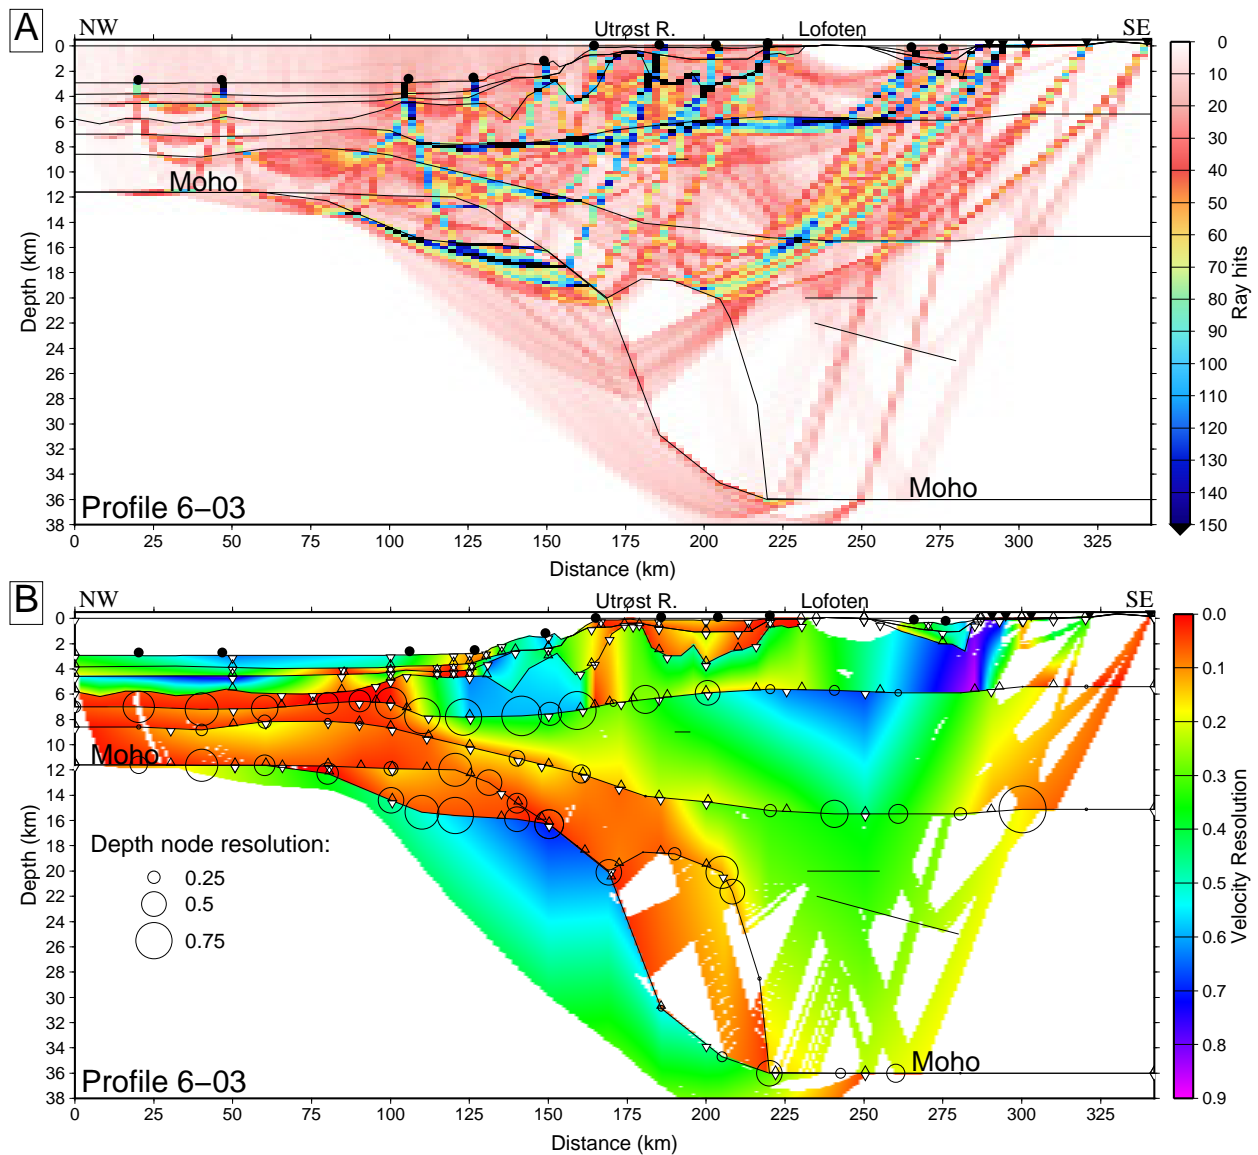 A
NW
Utrøst R.
Lofoten
SE
0
2
4
6
8
10
12
14
16
18
20
22
24
26
28
30
32
34
36
38
Depth (km)
Moho
Moho
Profile 6–03
0 25 50 75 100 125 150 175 200 225 250 275 300 325
Distance (km)
0
10
20
30
40
50
60
70
80
90
100
110
120
130
140
150
Ray hits
B
NW
Utrøst R.
Lofoten
SE
0
2
4
6
8
10
12
14
16
18
20
22
24
26
28
30
32
34
36
38
Depth (km)
Moho
Depth node resolution:
0.25
0.5
0.75
Moho
Profile 6–03
0 25 50 75 100 125 150 175 200 225 250 275 300 325
Distance (km)
0.0
0.1
0.2
0.3
0.4
0.5
0.6
0.7
0.8
0.9
Velocity Resolution